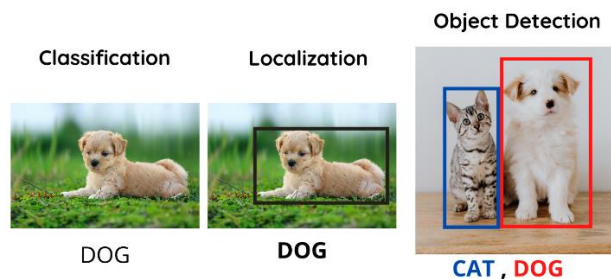 Classification
Localization
Object Detection
DOG
DOG
CAT , DOG